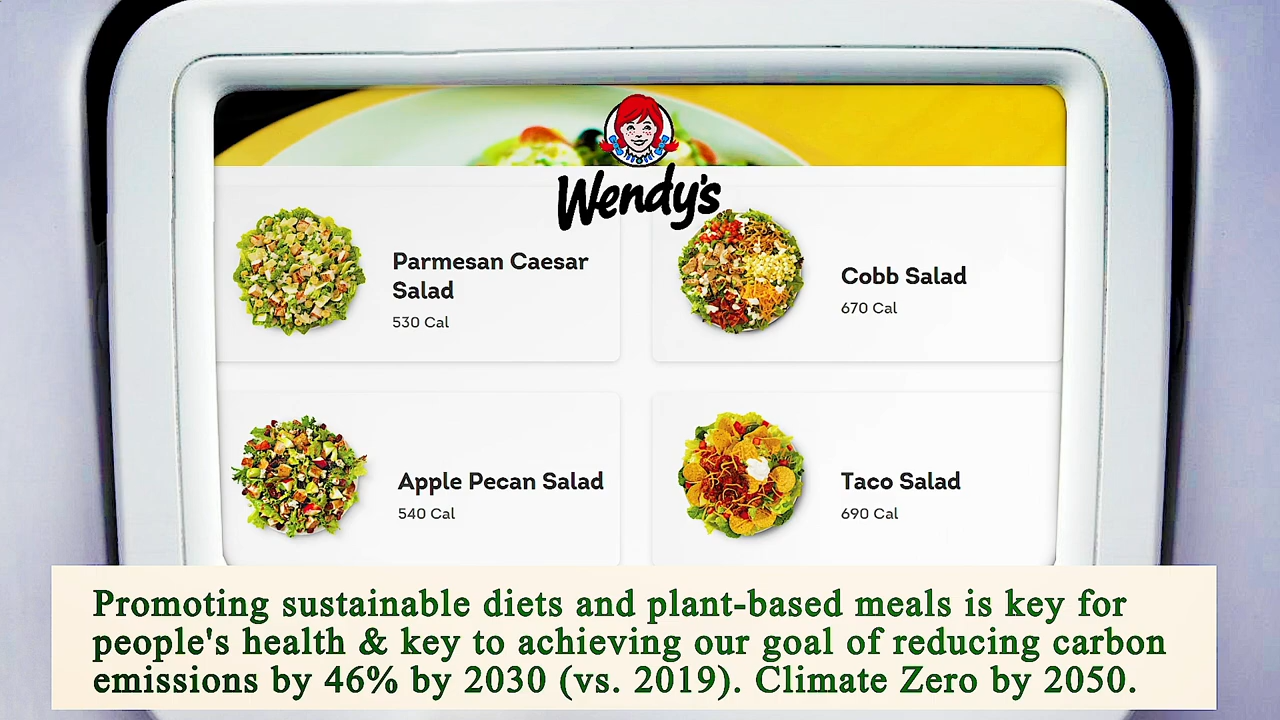 Wendy's
Parmesan Caesar
Salad
530 Cal
Cobb Salad
670 Cal
Apple Pecan Salad
540 Cal
Taco Salad
690 Cal
Promoting sustainable diets and plant-based meals is key for
people's health & key to achieving our goal of reducing carbon
emissions by 46% by 2030 (vs. 2019). Climate Zero by 2050.